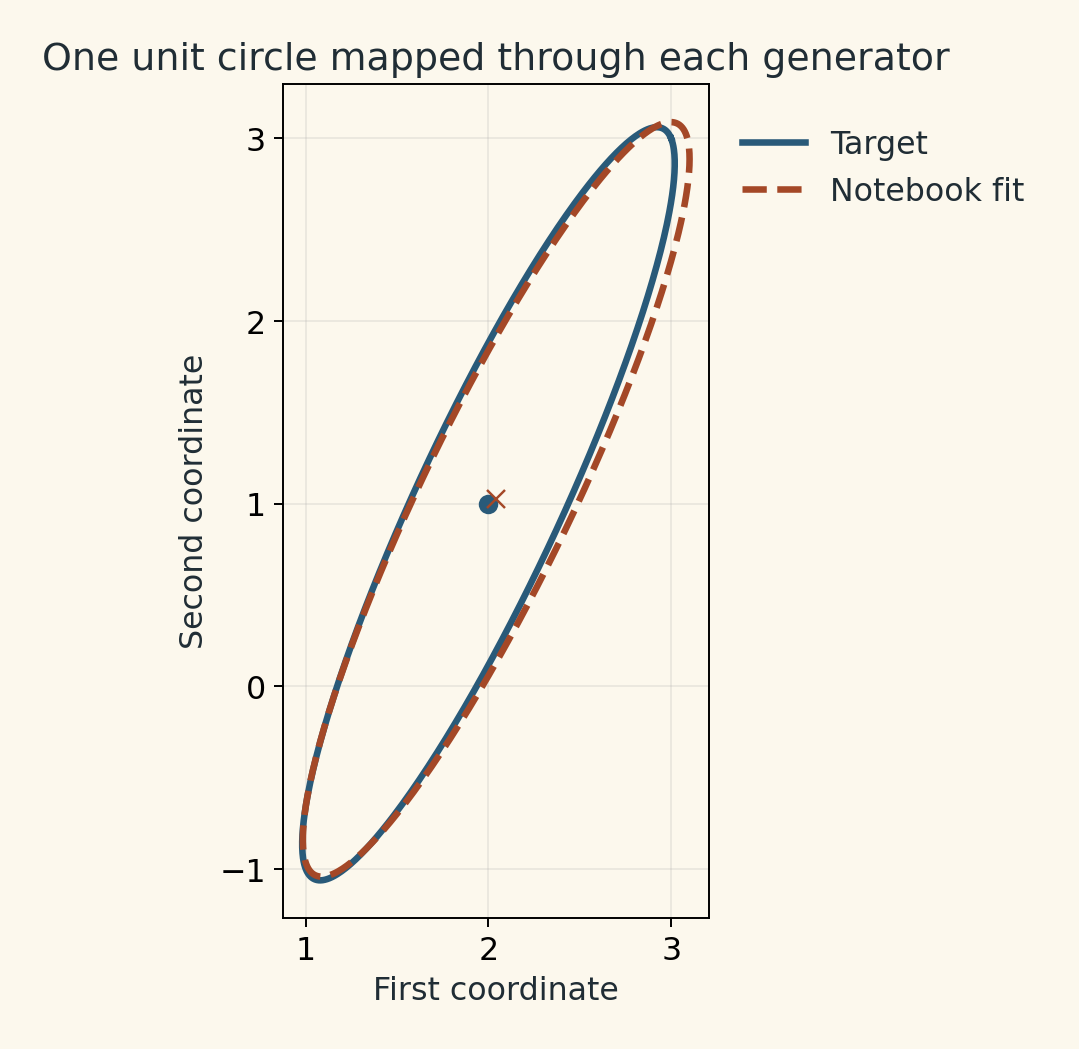 One unit circle mapped through each generator
Target
Notebook fit
3
2
1
0
−1
Second coordinate
1 2 3
First coordinate